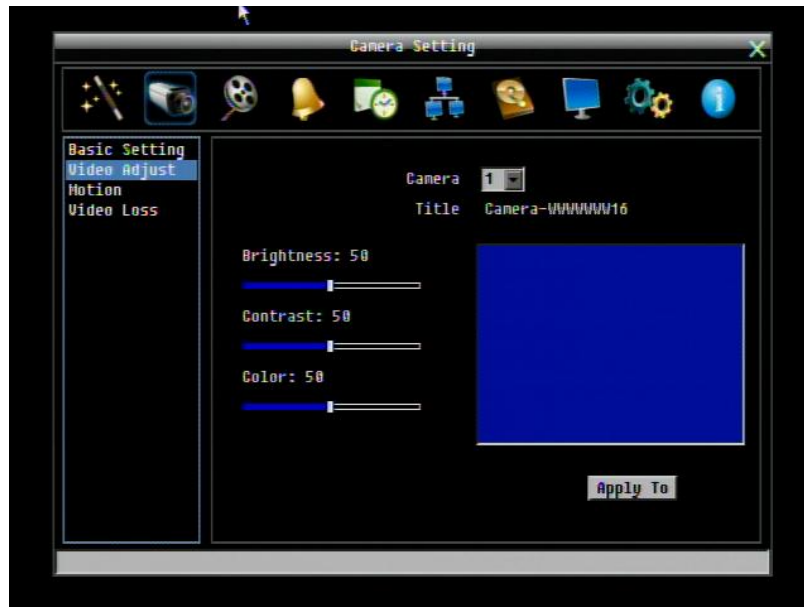 Camera Setting
X
Basic Setting
Video Adjust
Motion
Video Loss
Camera 1
Title Camera-WWWWWW16
Brightness: 50
Contrast: 50
Color: 50
Apply To